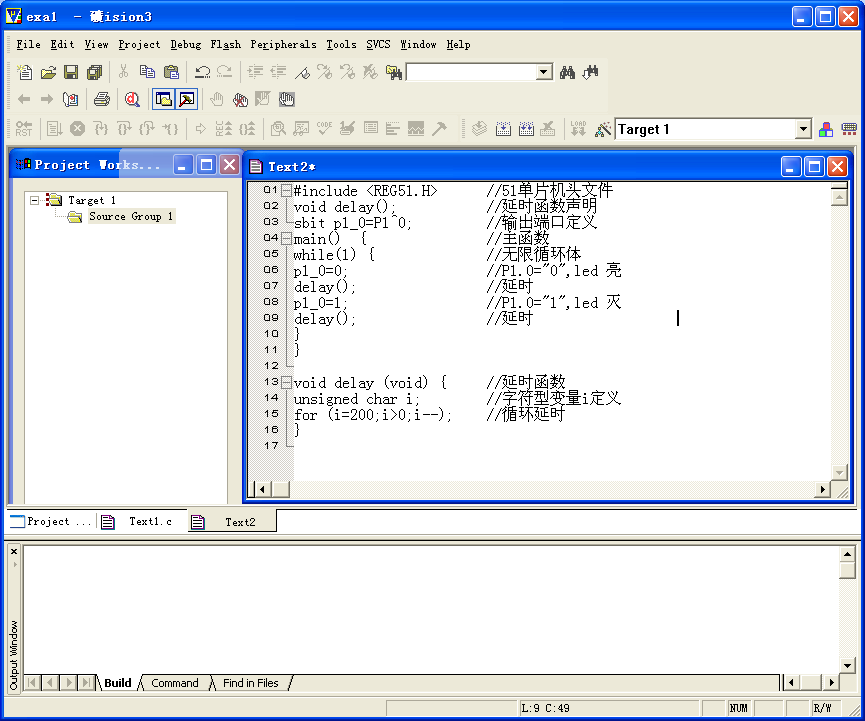 exa1 - 礦ision3
File Edit View Project Debug Flash Peripherals Tools SVCS Window Help
RST CODE LOAD Target 1
Project Works...
Target 1
Source Group 1
Text2*
01 #include <REG51.H> //51单片机头文件
02 void delay(); //延时函数声明
03 sbit p1_0=P1^0; //输出端口定义
04 main() { //主函数
05 while(1) { //无限循环体
06 p1_0=0; //P1.0="0",led 亮
07 delay(); //延时
08 p1_0=1; //P1.0="1",led 灭
09 delay(); //延时
10 }
11 }
12
13 void delay (void) { //延时函数
14 unsigned char i; //字符型变量i定义
15 for (i=200;i>0;i--); //循环延时
16 }
17
Project ... Text1.c Text2
Output Window
Build Command Find in Files
L:9 C:49 NUM R/W